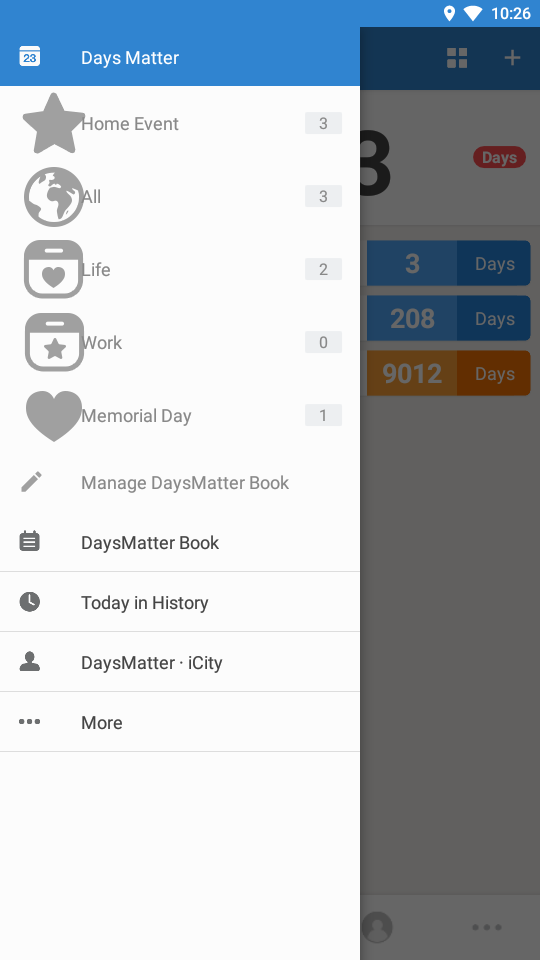 10:26
23
Days Matter
Home Event 3
All 3
Life 2
Work 0
Memorial Day 1
Manage DaysMatter Book
DaysMatter Book
Today in History
DaysMatter · iCity
More
3 Days
3 Days
208 Days
9012 Days